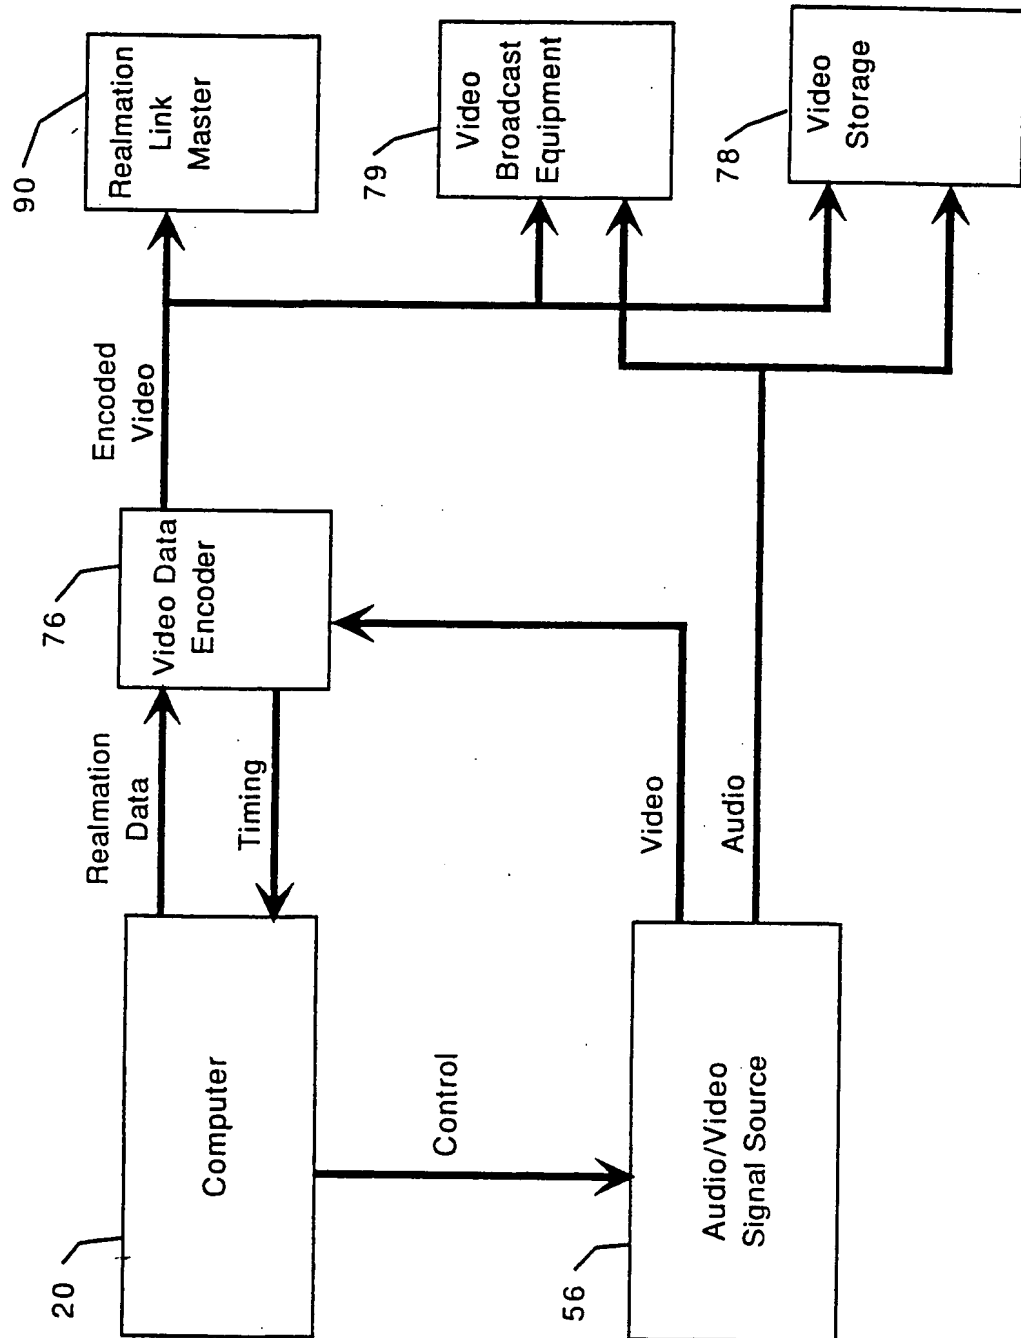 90
Realmation
Link
Master
79
Video
Broadcast
Equipment
78
Video
Storage
Encoded
Video
76
Video Data
Encoder
Realmation
Data
Timing
Video
Audio
20
Computer
Control
56
Audio/Video
Signal Source